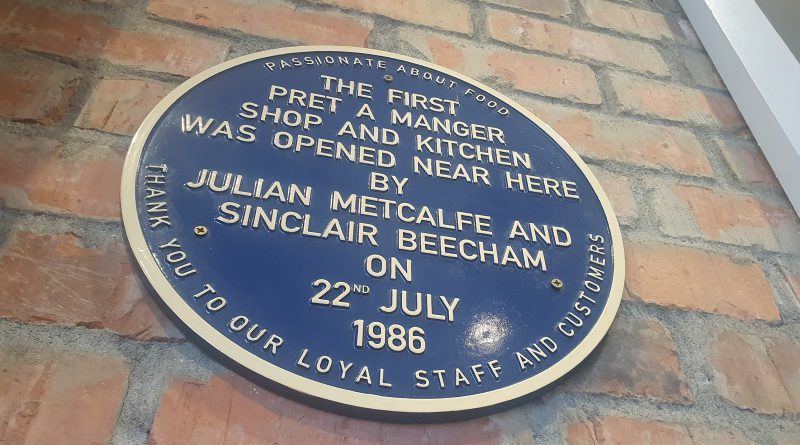 PASSIONATE ABOUT FOOD
THE FIRST
PRET A MANGER
SHOP AND KITCHEN
WAS OPENED NEAR HERE
BY
JULIAN METCALFE AND
SINCLAIR BEECHAM
ON
22ND JULY
1986
THANK YOU TO OUR LOYAL STAFF AND CUSTOMERS